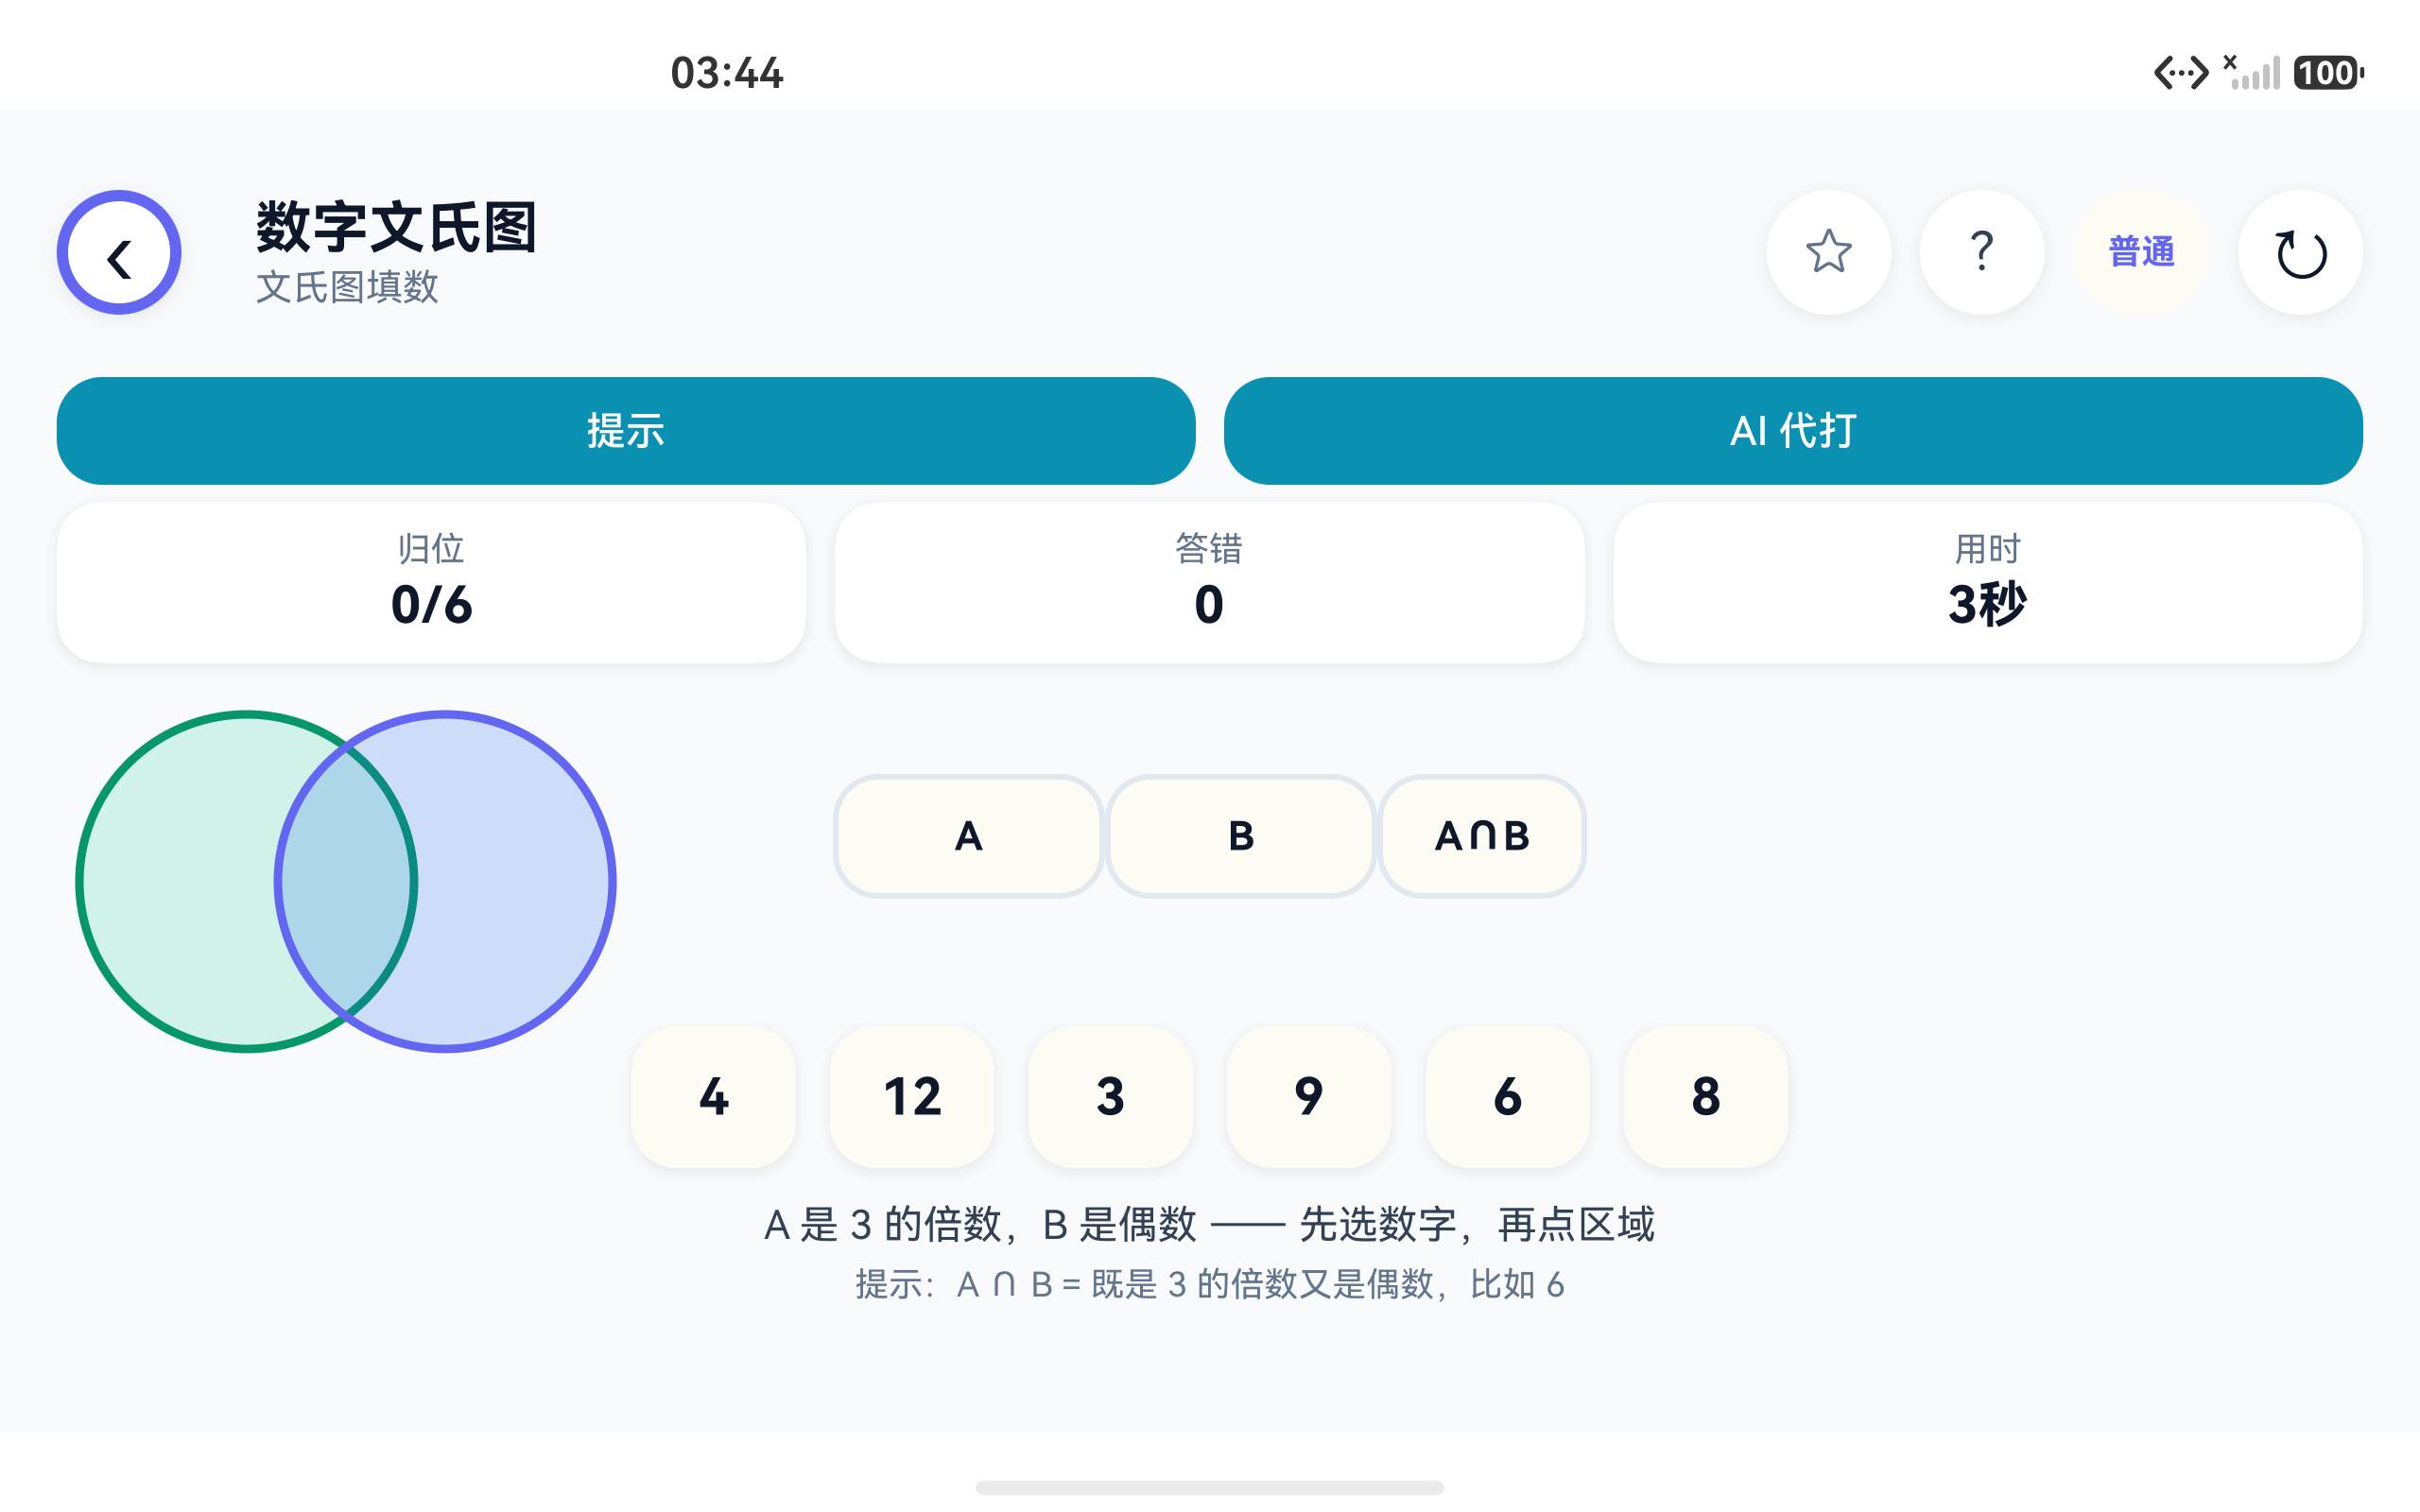 03:44
100
数字文氏图
文氏图填数
?
普通
提示
AI 代打
归位
0/6
答错
0
用时
3秒
A
B
A∩B
4
12
3
9
6
8
A 是 3 的倍数，B 是偶数 —— 先选数字，再点区域
提示：A ∩ B = 既是 3 的倍数又是偶数，比如 6